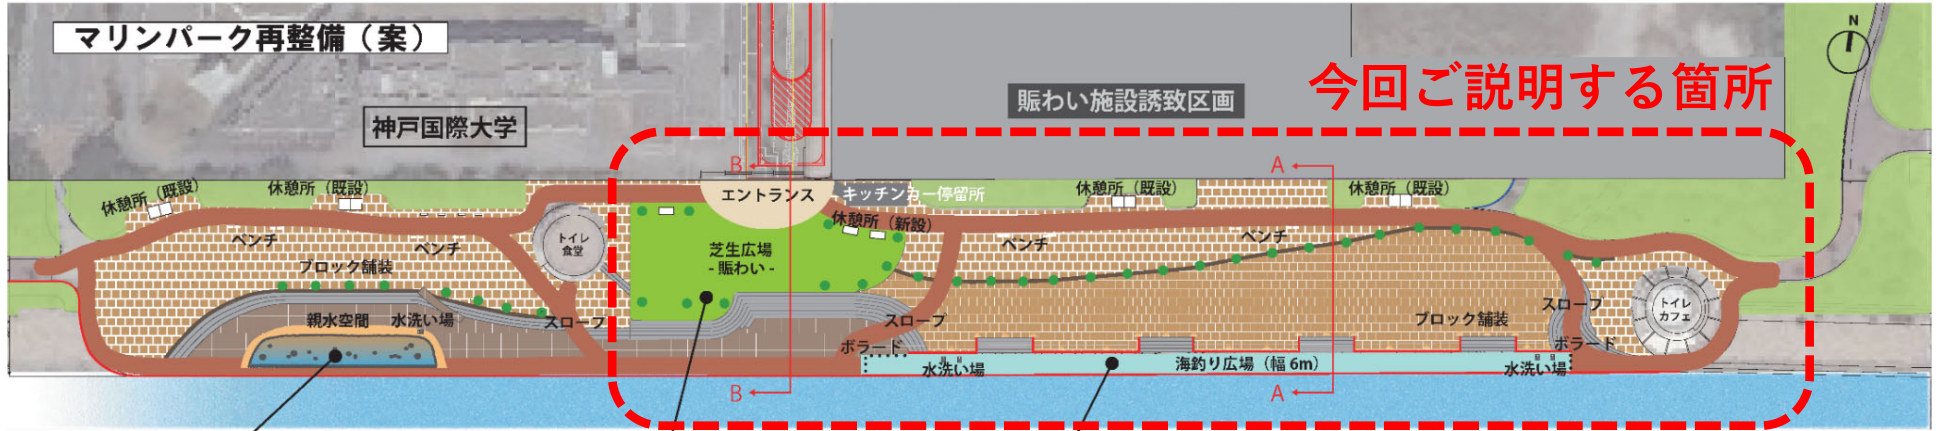 マリンパーク再整備（案）
N
今回ご説明する箇所
賑わい施設誘致区画
神戸国際大学
B
A
休憩所（既設）
休憩所（既設）
エントランス
キッチンカー停留所
休憩所（既設）
休憩所（既設）
休憩所（新設）
ベンチ
ベンチ
トイレ
食堂
芝生広場
- 賑わい -
ベンチ
ベンチ
ブロック舗装
親水空間
水洗い場
スロープ
スロープ
ブロック舗装
スロープ
トイレ
カフェ
ボラード
ボラード
水洗い場
海釣り広場（幅 6m）
水洗い場
B
A